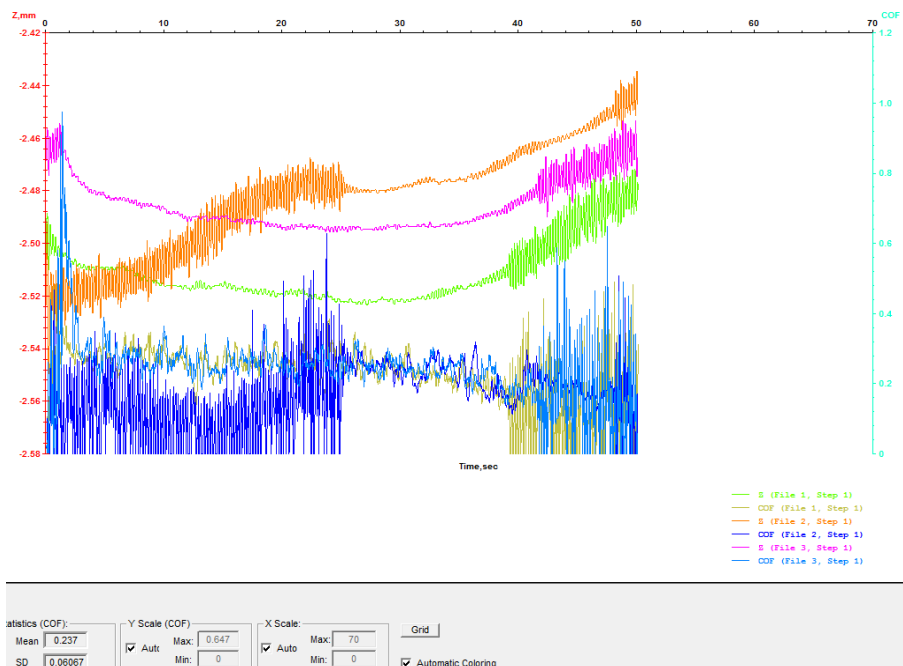 Z,mm 0 10 20 30 40 50 60 70 COF
-2.42 1.2
-2.44
1.0
-2.46
-2.48 0.8
-2.50 0.6
-2.52
0.4
-2.54
0.2
-2.56
-2.58 0
Time,sec
Z (File 1, Step 1)
COF (File 1, Step 1)
Z (File 2, Step 1)
COF (File 2, Step 1)
Z (File 3, Step 1)
COF (File 3, Step 1)
tatistics (COF): Y Scale (COF) X Scale: Grid
Mean 0.237 Auto Max: 0.647 Auto Max: 70
SD 0.06067 Min: 0 Min: 0 Automatic Coloring